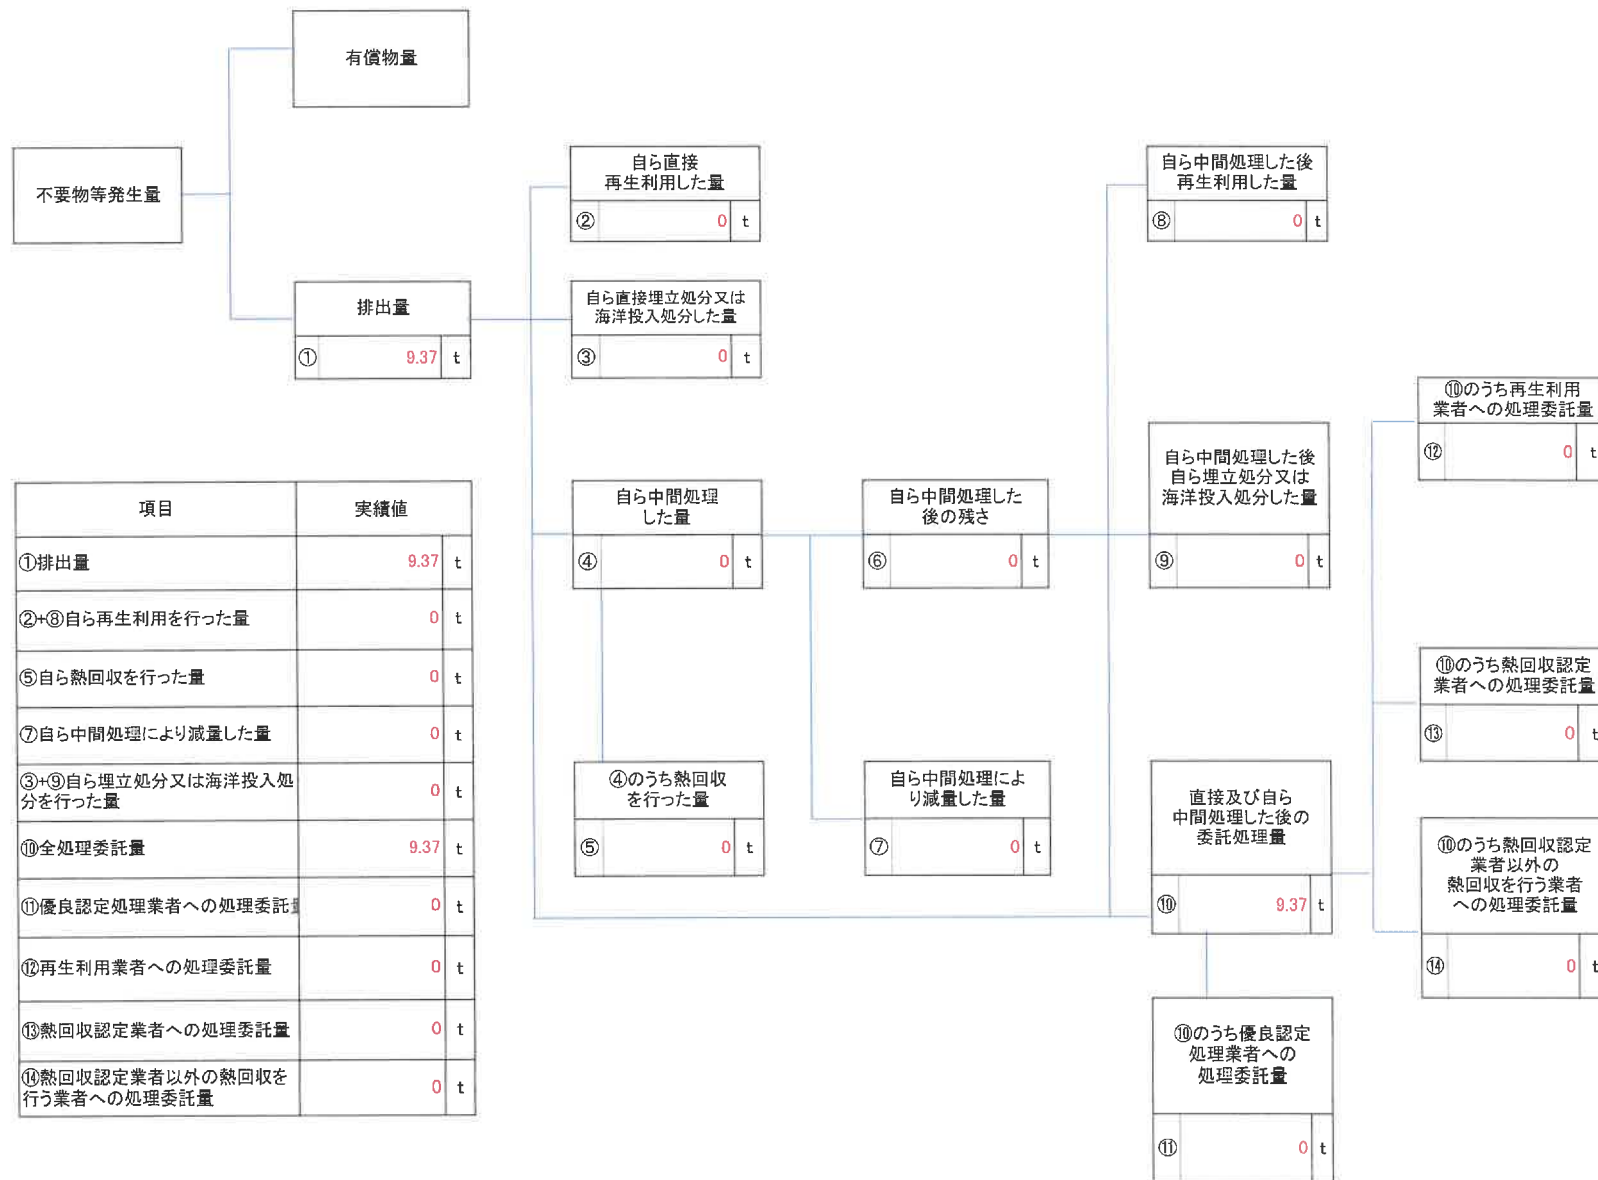 有償物量
不要物等発生量
排出量
① 9.37 t
自ら直接
再生利用した量
② 0 t
自ら直接埋立処分又は
海洋投入処分した量
③ 0 t
自ら中間処理
した量
④ 0 t
④のうち熱回収
を行った量
⑤ 0 t
自ら中間処理した
後の残さ
⑥ 0 t
自ら中間処理によ
り減量した量
⑦ 0 t
自ら中間処理した後
再生利用した量
⑧ 0 t
自ら中間処理した後
自ら埋立処分又は
海洋投入処分した量
⑨ 0 t
直接及び自ら
中間処理した後の
委託処理量
⑩ 9.37 t
⑩のうち優良認定
処理業者への
処理委託量
⑪ 0 t
⑩のうち再生利用
業者への処理委託量
⑫ 0 t
⑩のうち熱回収認定
業者への処理委託量
⑬ 0 t
⑩のうち熱回収認定
業者以外の
熱回収を行う業者
への処理委託量
⑭ 0 t
項目 実績値
①排出量 9.37 t
②+⑧自ら再生利用を行った量 0 t
⑤自ら熱回収を行った量 0 t
⑦自ら中間処理により減量した量 0 t
③+⑨自ら埋立処分又は海洋投入処
分を行った量 0 t
⑩全処理委託量 9.37 t
⑪優良認定処理業者への処理委託量 0 t
⑫再生利用業者への処理委託量 0 t
⑬熱回収認定業者への処理委託量 0 t
⑭熱回収認定業者以外の熱回収を
行う業者への処理委託量 0 t